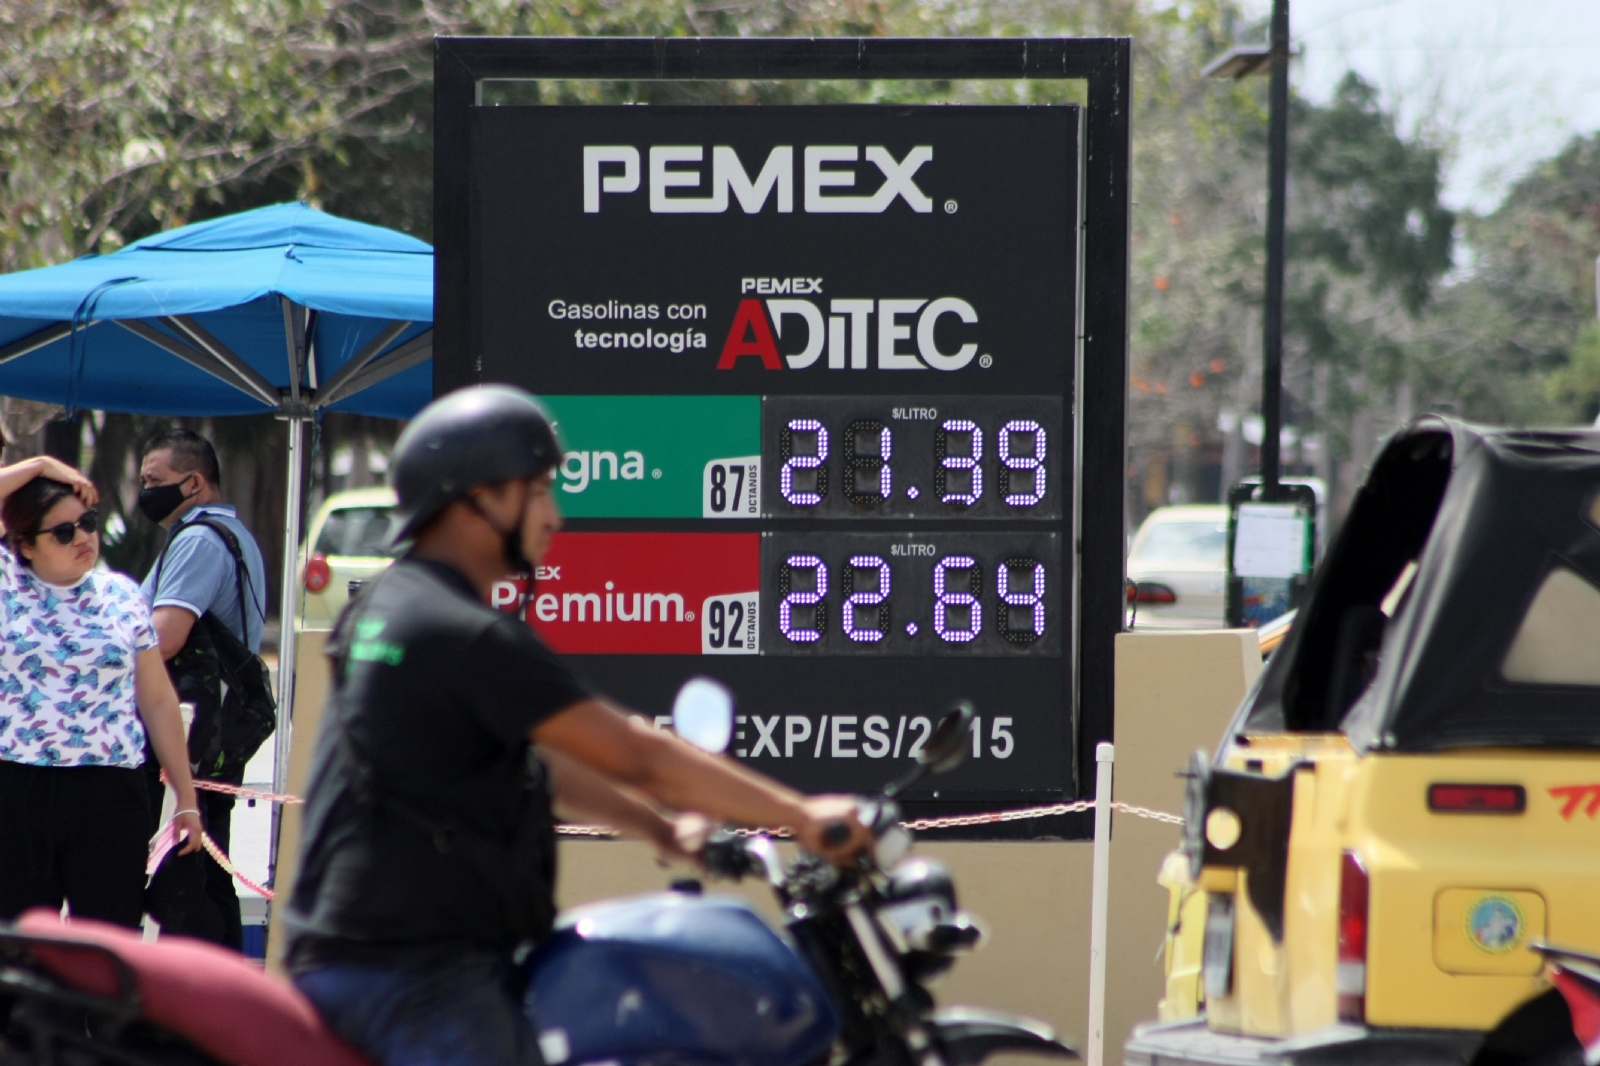 PEMEX®
PEMEX
Gasolinas con
tecnología
ADiTEC®
$/LITRO
gna®
87
OCTANOS
21.39
$/LITRO
Premium®
92
OCTANOS
22.64
EXP/ES/2 15